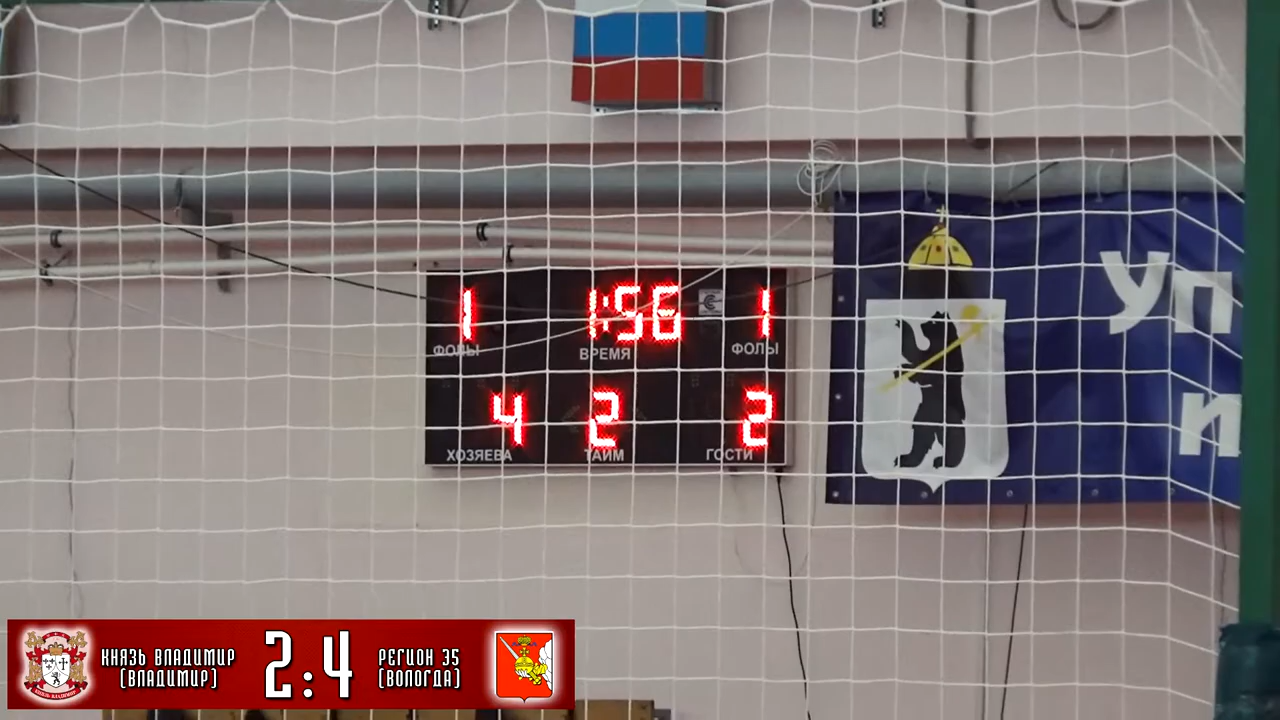 1 1:56 1
ФОЛЫ ВРЕМЯ ФОЛЫ
4 2 2
ХОЗЯЕВА ТАЙМ ГОСТИ
УП
КНЯЗЬ ВЛАДИМИР
(ВЛАДИМИР)
2:4
РЕГИОН 35
(ВОЛОГДА)